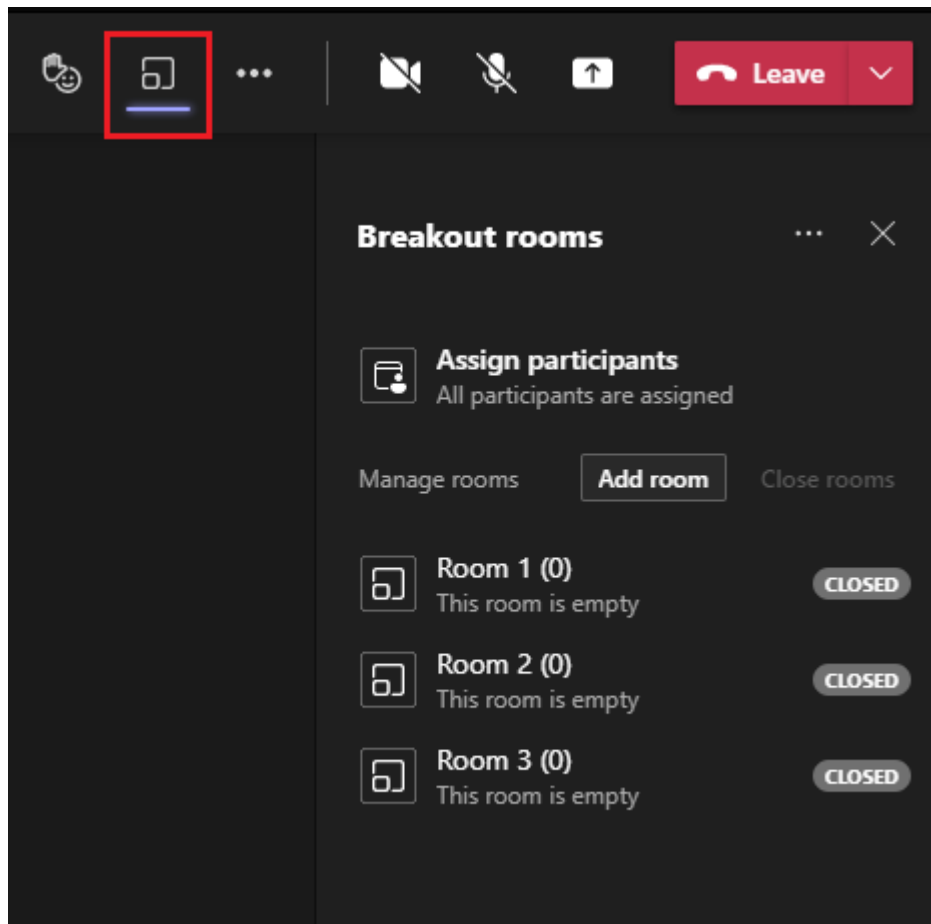 Leave
Breakout rooms
Assign participants
All participants are assigned
Manage rooms Add room Close rooms
Room 1 (0)
This room is empty
CLOSED
Room 2 (0)
This room is empty
CLOSED
Room 3 (0)
This room is empty
CLOSED